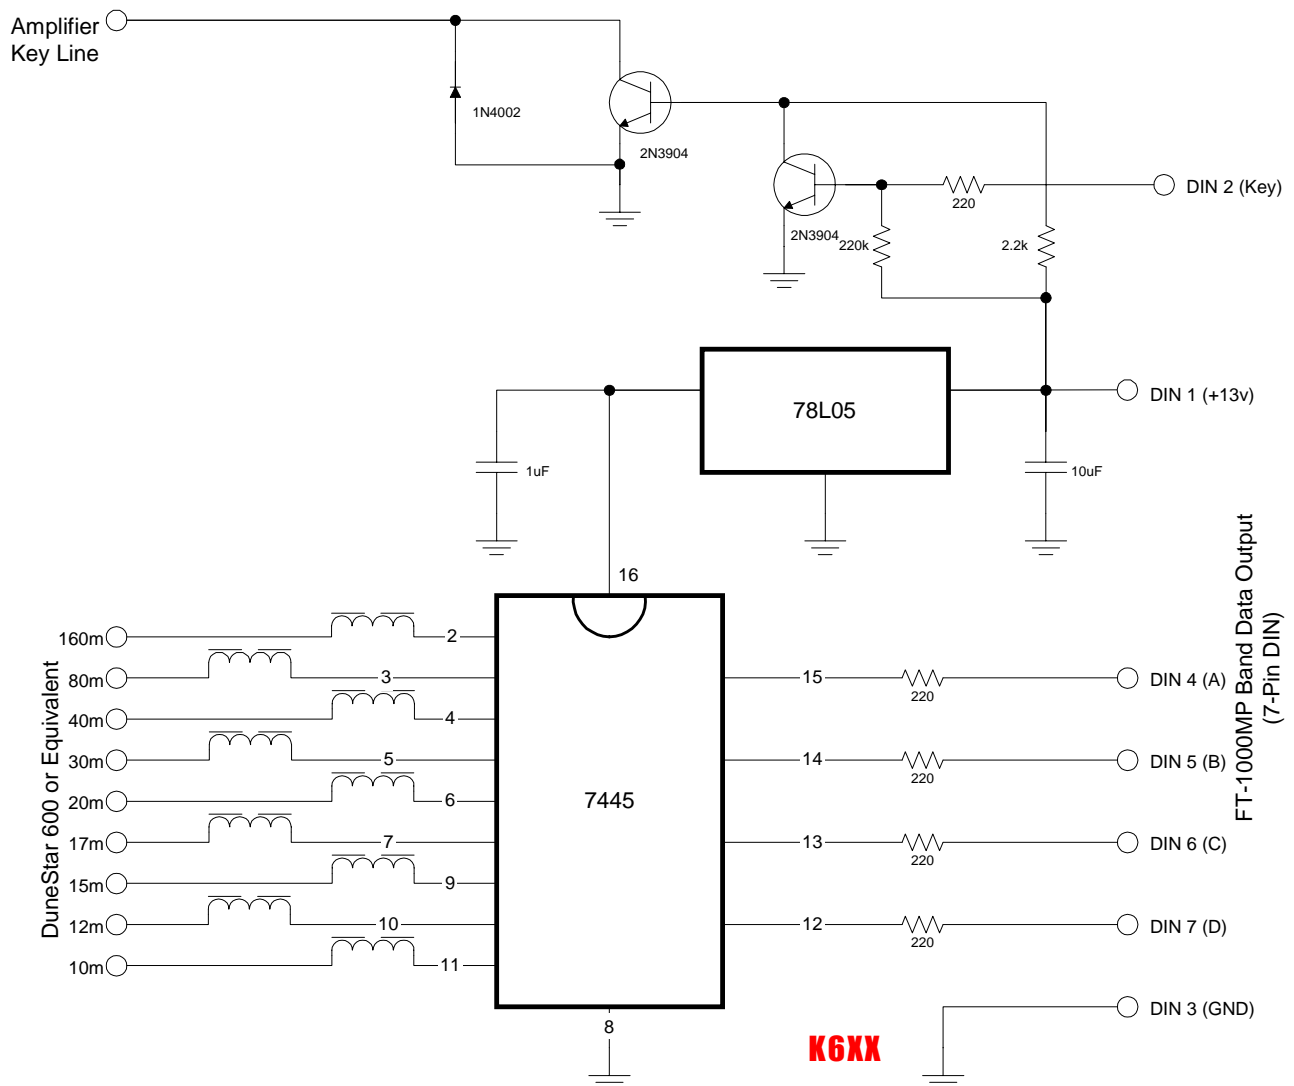 Amplifier
Key Line
1N4002
2N3904
2N3904
220
DIN 2 (Key)
220k
2.2k
78L05
DIN 1 (+13v)
1uF
10uF
16
7445
160m
2
80m
3
40m
4
30m
5
20m
6
17m
7
15m
9
12m
10
10m
11
DuneStar 600 or Equivalent
15
220
DIN 4 (A)
14
220
DIN 5 (B)
13
220
DIN 6 (C)
12
220
DIN 7 (D)
FT-1000MP Band Data Output
(7-Pin DIN)
DIN 3 (GND)
8
K6XX